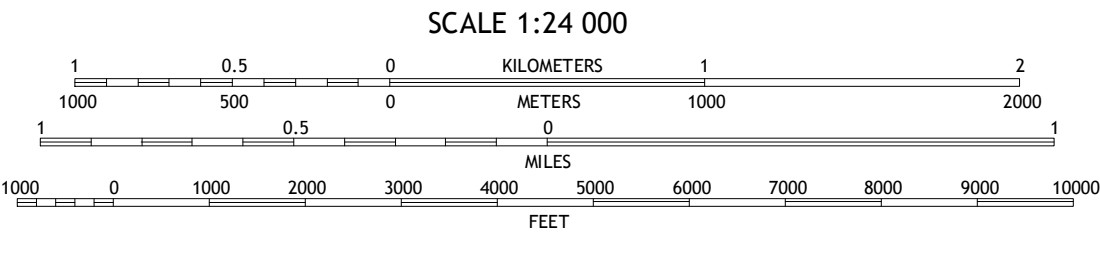 SCALE 1:24 000
1 0.5 0 KILOMETERS 1 2
1000 500 0 METERS 1000 2000
1 0.5 0 1
MILES
1000 0 1000 2000 3000 4000 5000 6000 7000 8000 9000 10000
FEET